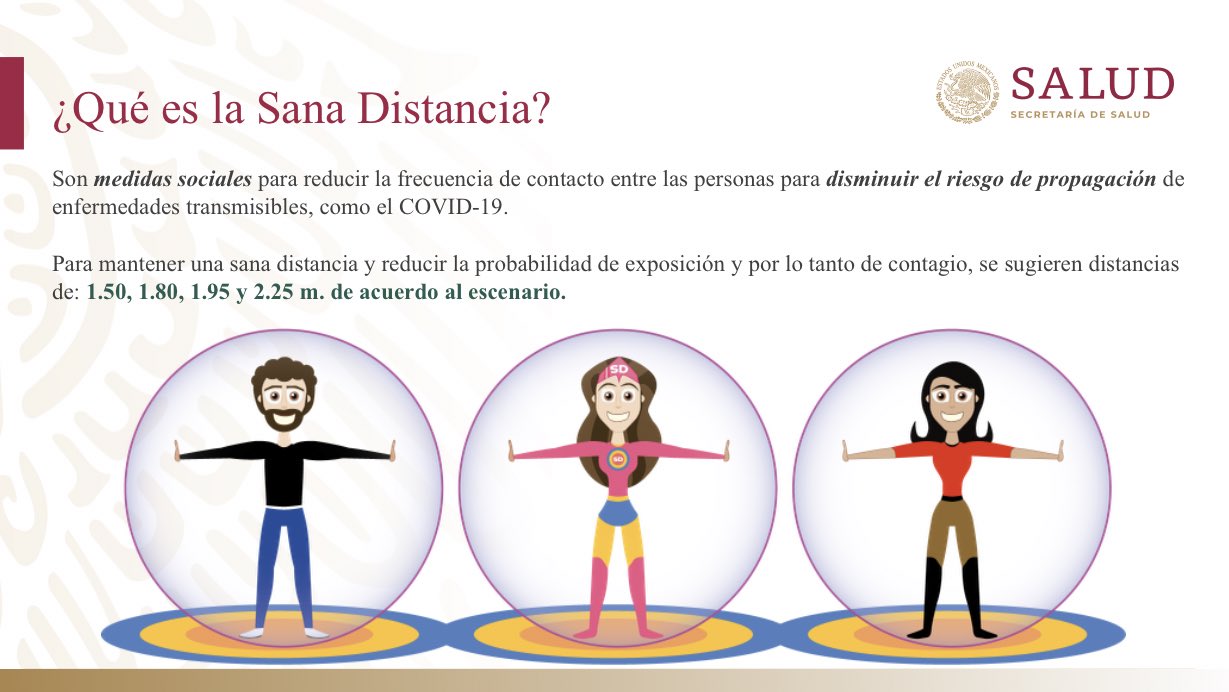 ¿Qué es la Sana Distancia?
ESTADOS UNIDOS MEXICANOS
SALUD
SECRETARÍA DE SALUD
Son medidas sociales para reducir la frecuencia de contacto entre las personas para disminuir el riesgo de propagación de
enfermedades transmisibles, como el COVID-19.
Para mantener una sana distancia y reducir la probabilidad de exposición y por lo tanto de contagio, se sugieren distancias
de: 1.50, 1.80, 1.95 y 2.25 m. de acuerdo al escenario.
SD
SD